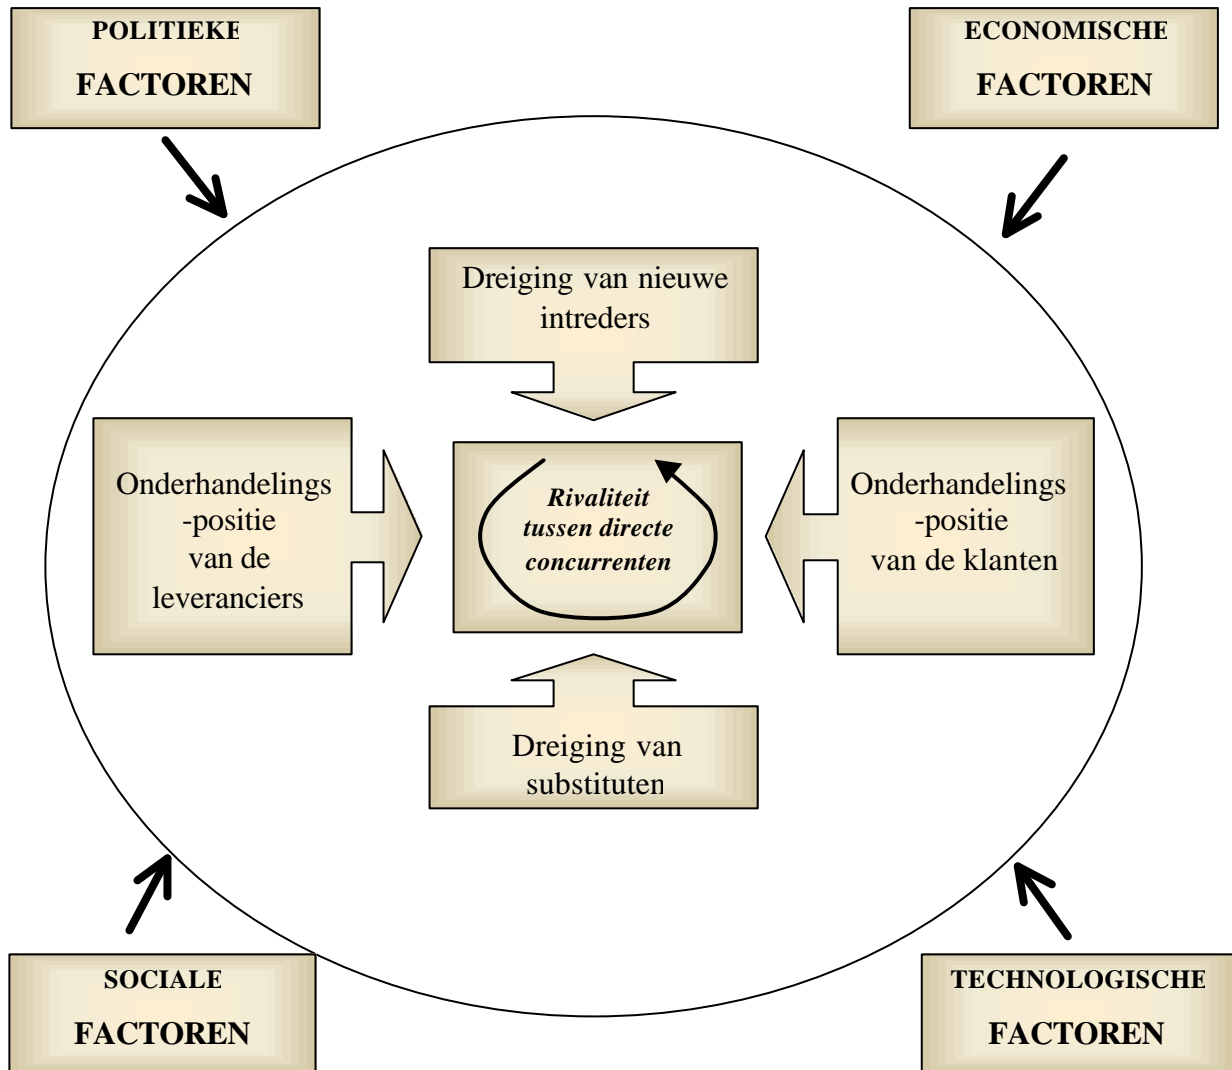 POLITIEKE
FACTOREN
ECONOMISCHE
FACTOREN
Dreiging van nieuwe
intreders
Onderhandelings
-positie
van de
leveranciers
Rivaliteit
tussen directe
concurrenten
Onderhandelings
-positie
van de klanten
Dreiging van
substituten
SOCIALE
FACTOREN
TECHNOLOGISCHE
FACTOREN